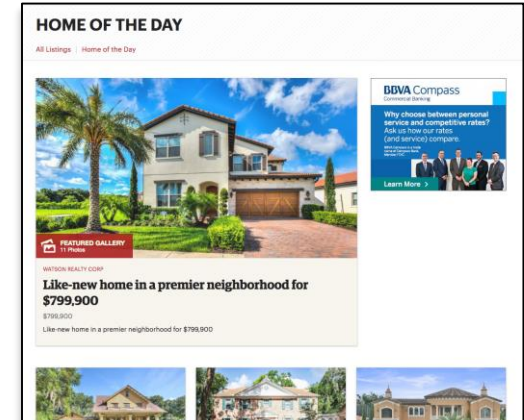 HOME OF THE DAY
All Listings | Home of the Day
FEATURED GALLERY
11 Photos
WATSON REALTY CORP
Like-new home in a premier neighborhood for
$799,900
$799,900
Like-new home in a premier neighborhood for $799,900
BBVA Compass
Commercial Banking
Why choose between personal
service and competitive rates?
Ask us how our rates
(and service) compare.
Learn More >